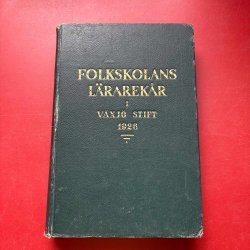 FOLKSKOLANS
LÄRAREKÅR
I
VÄXJÖ STIFT
1926